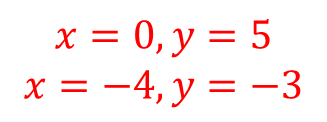 x = 0, y = 5
x = −4, y = −3